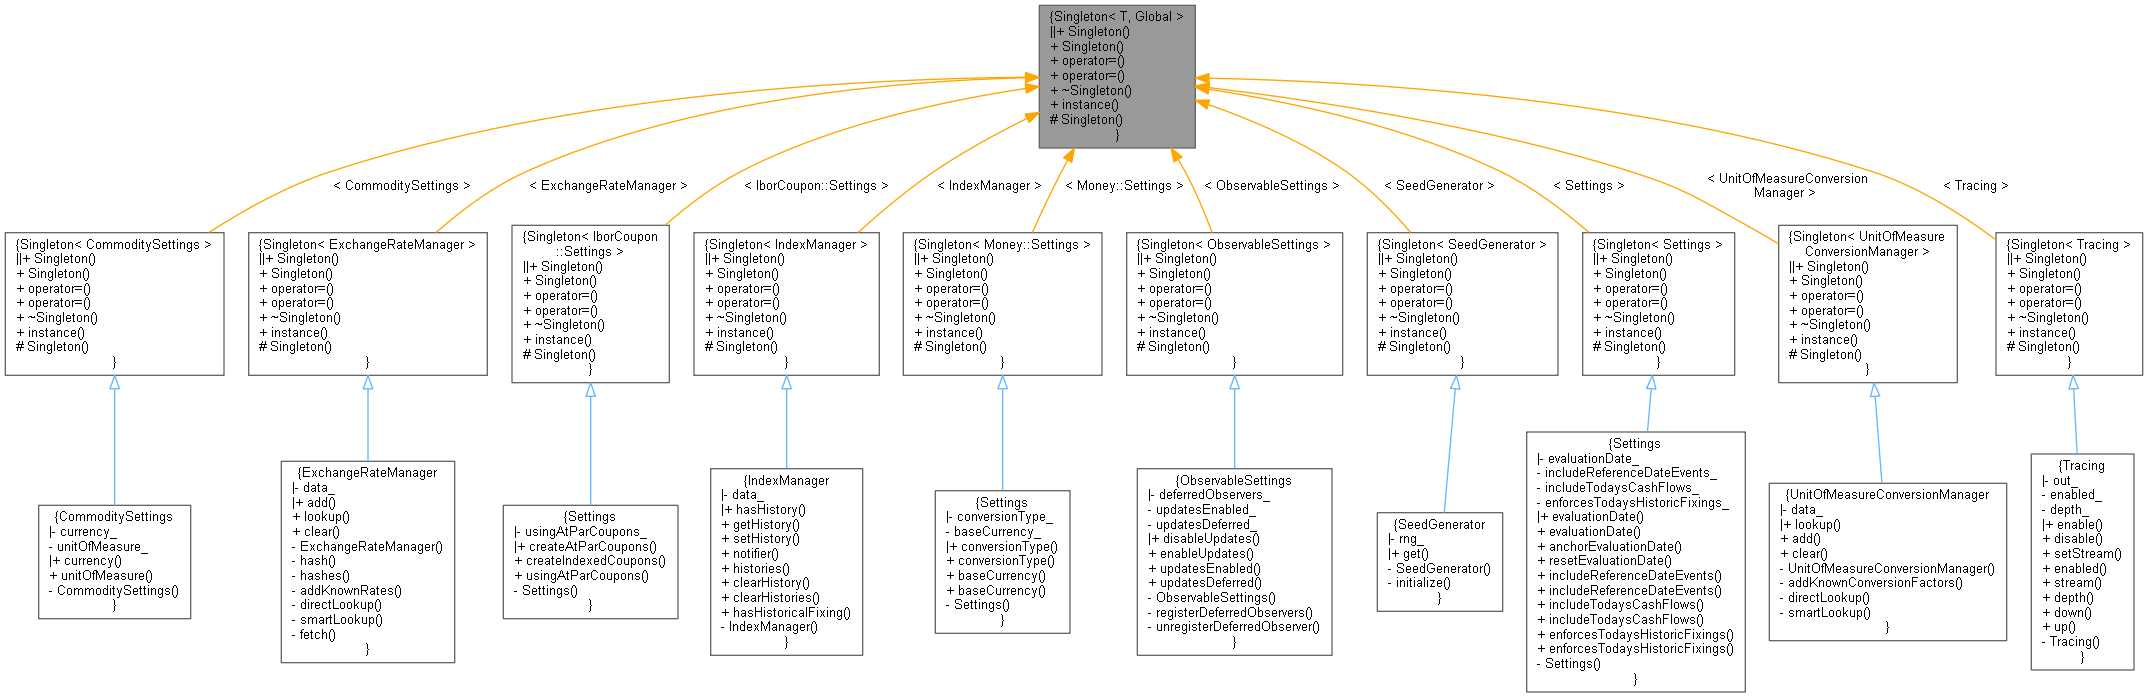 {Singleton< T, Global >
||+ Singleton()
+ Singleton()
+ operator=()
+ operator=()
+ ~Singleton()
+ instance()
# Singleton()
}
< CommoditySettings >
< ExchangeRateManager >
< IborCoupon::Settings >
< IndexManager >
< Money::Settings >
< ObservableSettings >
< SeedGenerator >
< Settings >
< UnitOfMeasureConversion
Manager >
< Tracing >
{Singleton< CommoditySettings >
||+ Singleton()
+ Singleton()
+ operator=()
+ operator=()
+ ~Singleton()
+ instance()
# Singleton()
}
{Singleton< ExchangeRateManager >
||+ Singleton()
+ Singleton()
+ operator=()
+ operator=()
+ ~Singleton()
+ instance()
# Singleton()
}
{Singleton< IborCoupon
::Settings >
||+ Singleton()
+ Singleton()
+ operator=()
+ operator=()
+ ~Singleton()
+ instance()
# Singleton()
}
{Singleton< IndexManager >
||+ Singleton()
+ Singleton()
+ operator=()
+ operator=()
+ ~Singleton()
+ instance()
# Singleton()
}
{Singleton< Money::Settings >
||+ Singleton()
+ Singleton()
+ operator=()
+ operator=()
+ ~Singleton()
+ instance()
# Singleton()
}
{Singleton< ObservableSettings >
||+ Singleton()
+ Singleton()
+ operator=()
+ operator=()
+ ~Singleton()
+ instance()
# Singleton()
}
{Singleton< SeedGenerator >
||+ Singleton()
+ Singleton()
+ operator=()
+ operator=()
+ ~Singleton()
+ instance()
# Singleton()
}
{Singleton< Settings >
||+ Singleton()
+ Singleton()
+ operator=()
+ operator=()
+ ~Singleton()
+ instance()
# Singleton()
}
{Singleton< UnitOfMeasure
ConversionManager >
||+ Singleton()
+ Singleton()
+ operator=()
+ operator=()
+ ~Singleton()
+ instance()
# Singleton()
}
{Singleton< Tracing >
||+ Singleton()
+ Singleton()
+ operator=()
+ operator=()
+ ~Singleton()
+ instance()
# Singleton()
}
{CommoditySettings
|- currency_
- unitOfMeasure_
|+ currency()
+ unitOfMeasure()
- CommoditySettings()
}
{ExchangeRateManager
|- data_
|+ add()
+ lookup()
+ clear()
- ExchangeRateManager()
- hash()
- hashes()
- addKnownRates()
- directLookup()
- smartLookup()
- fetch()
}
{Settings
|- usingAtParCoupons_
|+ createAtParCoupons()
+ createIndexedCoupons()
+ usingAtParCoupons()
- Settings()
}
{IndexManager
|- data_
|+ hasHistory()
+ getHistory()
+ setHistory()
+ notifier()
+ histories()
+ clearHistory()
+ clearHistories()
+ hasHistoricalFixing()
- IndexManager()
}
{Settings
|- conversionType_
- baseCurrency_
|+ conversionType()
+ conversionType()
+ baseCurrency()
+ baseCurrency()
- Settings()
}
{ObservableSettings
|- deferredObservers_
- updatesEnabled_
- updatesDeferred_
|+ disableUpdates()
+ enableUpdates()
+ updatesEnabled()
+ updatesDeferred()
- ObservableSettings()
- registerDeferredObservers()
- unregisterDeferredObserver()
}
{SeedGenerator
|- rng_
|+ get()
- SeedGenerator()
- initialize()
}
{Settings
|- evaluationDate_
- includeReferenceDateEvents_
- includeTodaysCashFlows_
- enforcesTodaysHistoricFixings_
|+ evaluationDate()
+ evaluationDate()
+ anchorEvaluationDate()
+ resetEvaluationDate()
+ includeReferenceDateEvents()
+ includeReferenceDateEvents()
+ includeTodaysCashFlows()
+ includeTodaysCashFlows()
+ enforcesTodaysHistoricFixings()
+ enforcesTodaysHistoricFixings()
- Settings()
}
{UnitOfMeasureConversionManager
|- data_
|+ lookup()
+ add()
+ clear()
- UnitOfMeasureConversionManager()
- addKnownConversionFactors()
- directLookup()
- smartLookup()
}
{Tracing
|- out_
- enabled_
- depth_
|+ enable()
+ disable()
+ setStream()
+ enabled()
+ stream()
+ depth()
+ down()
+ up()
- Tracing()
}